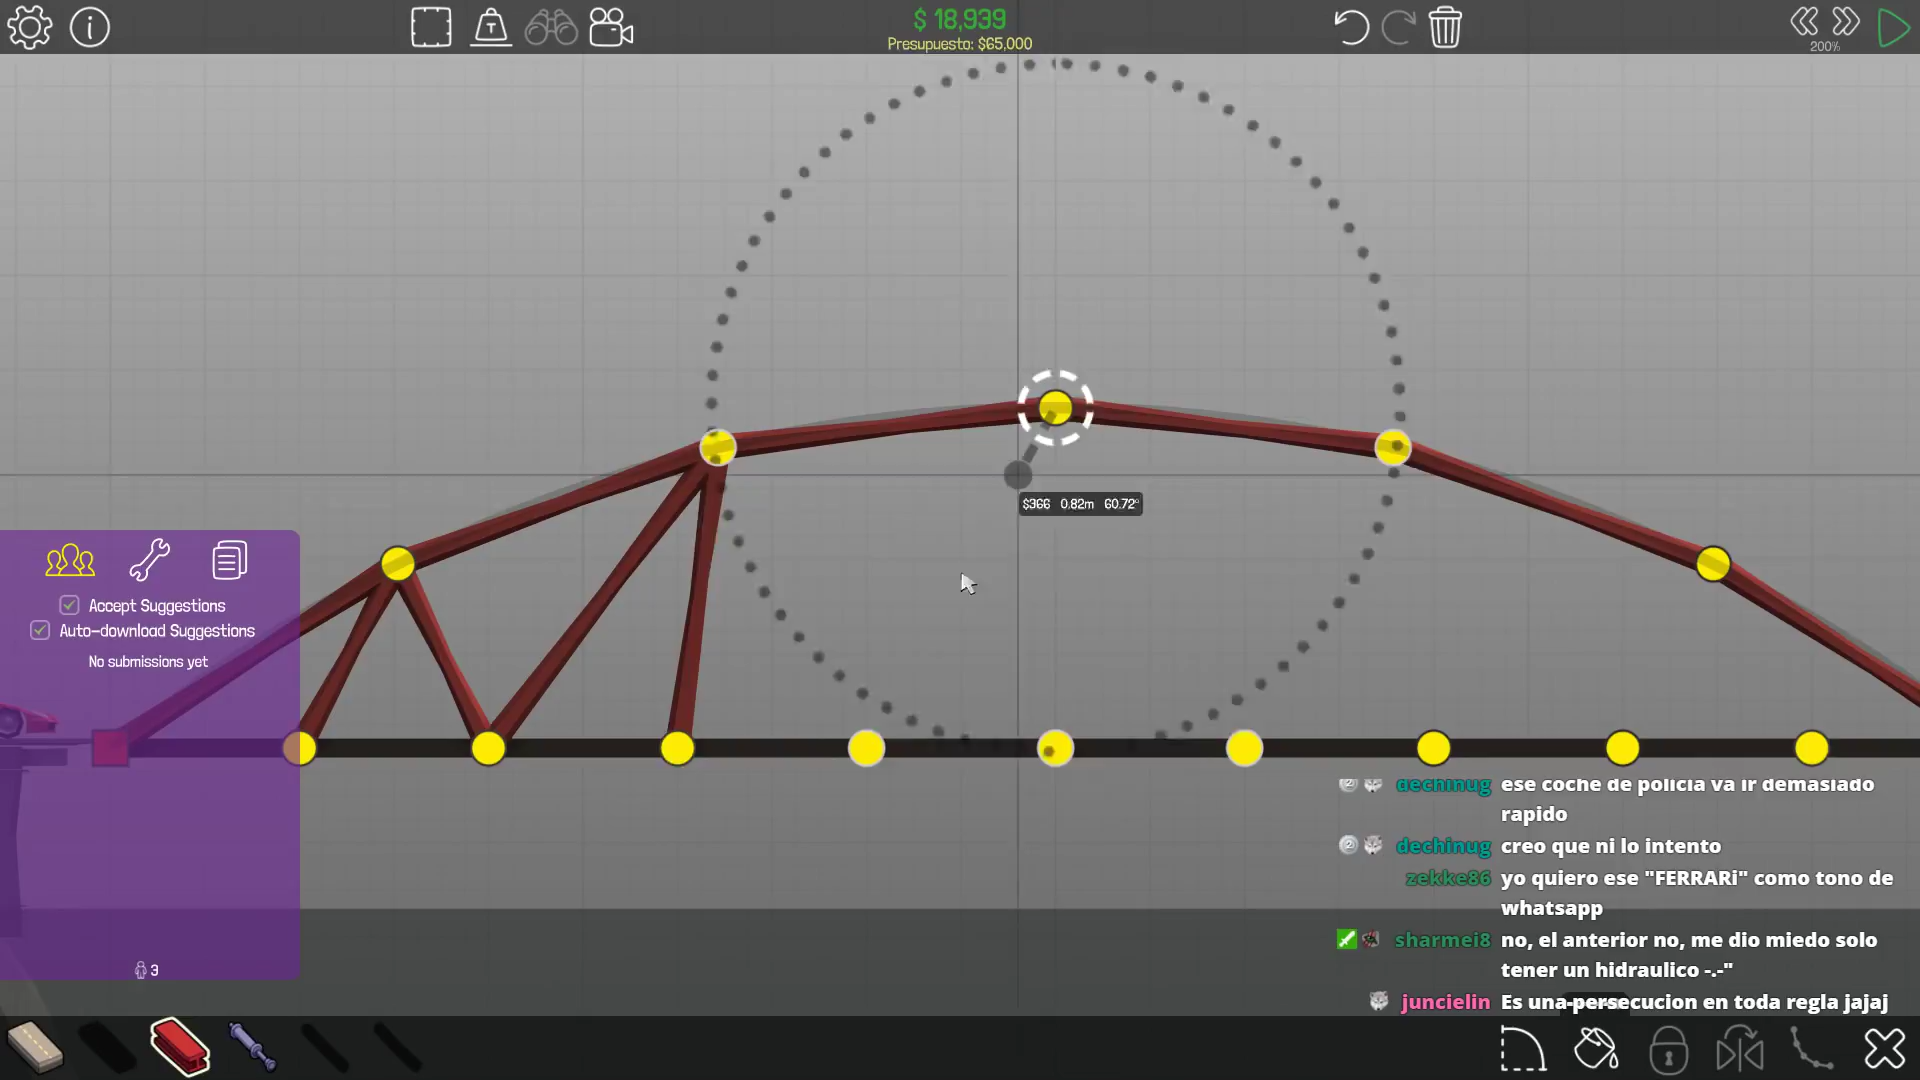 $ 18,939
Presupuesto: $65,000
200%
$366 0.82m 60.72°
Accept Suggestions
Auto-download Suggestions
No submissions yet
3
dechinug ese coche de policia va ir demasiado
rapido
dechinug creo que ni lo intento
zekke86 yo quiero ese "FERRARi" como tono de
whatsapp
sharmei8 no, el anterior no, me dio miedo solo
tener un hidraulico -.-"
juncielin Es una persecucion en toda regla jajaj